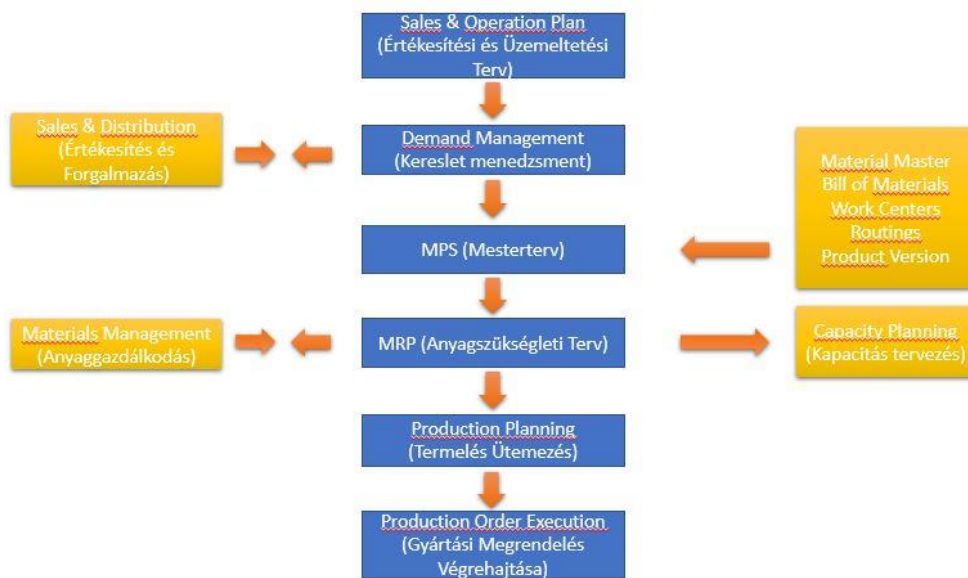 Sales & Operation Plan
(Értékesítési és Üzemeltetési
Terv)
Sales & Distribution
(Értékesítés és
Forgalmazás)
Demand Management
(Kereslet menedzsment)
Material Master
Bill of Materials
Work Centers
Routings
Product Version
MPS (Mesterterv)
Materials Management
(Anyaggazdálkodás)
MRP (Anyagszükségleti Terv)
Capacity Planning
(Kapacitás tervezés)
Production Planning
(Termelés Ütemezés)
Production Order Execution
(Gyártási Megrendelés
Végrehajtása)